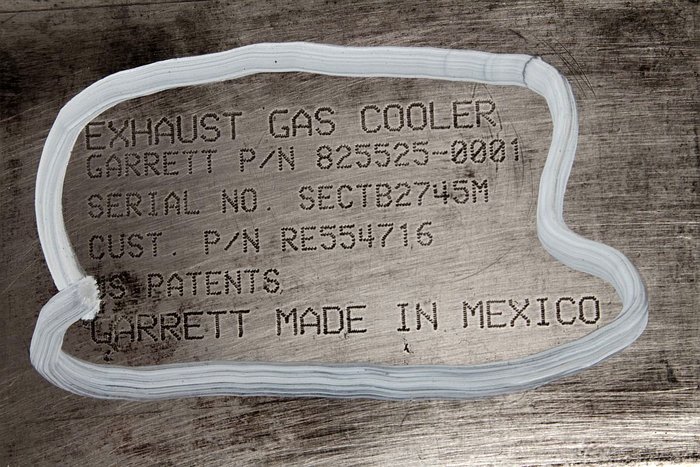 EXHAUST GAS COOLER
GARRETT P/N 825525-0001
SERIAL NO. SECTB2745M
CUST. P/N RE554716
US PATENTS
GARRETT MADE IN MEXICO